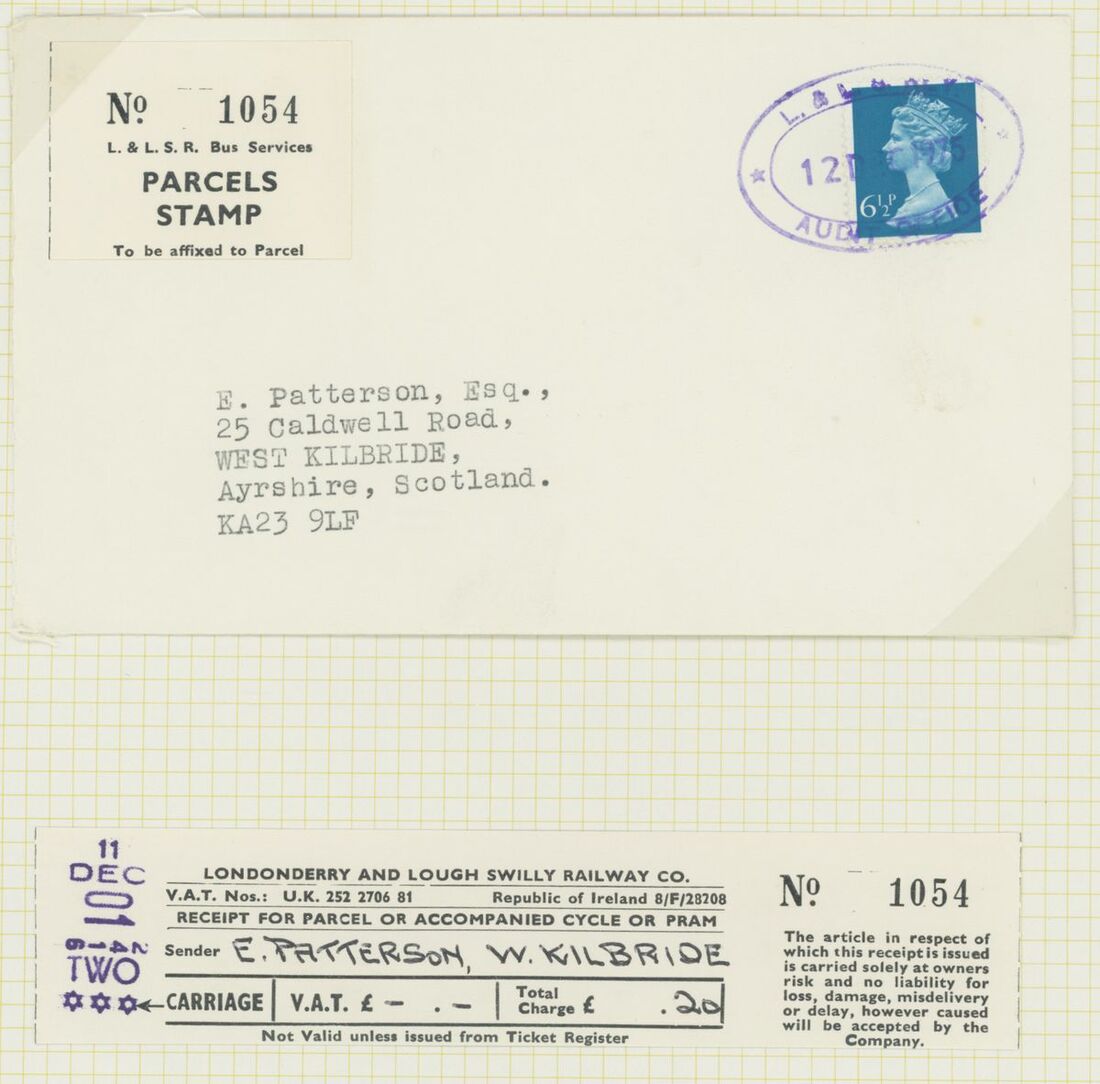 Nº 1054
L. & L. S. R. Bus Services
PARCELS
STAMP
To be affixed to Parcel
L. & L.
12D 75
AUDIT OFFICE
6½P
E. Patterson, Esq.,
25 Caldwell Road,
WEST KILBRIDE,
Ayrshire, Scotland.
KA23 9LF
11
DEC
01
TWO
LONDONDERRY AND LOUGH SWILLY RAILWAY CO.
V.A.T. Nos.: U.K. 252 2706 81 Republic of Ireland 8/F/28208
RECEIPT FOR PARCEL OR ACCOMPANIED CYCLE OR PRAM
Sender E. PATTERSON, W. KILBRIDE
←CARRIAGE V.A.T. £ - . - Total Charge £ .20
Not Valid unless issued from Ticket Register
Nº 1054
The article in respect of
which this receipt is issued
is carried solely at owners
risk and no liability for
loss, damage, misdelivery
or delay, however caused
will be accepted by the
Company.